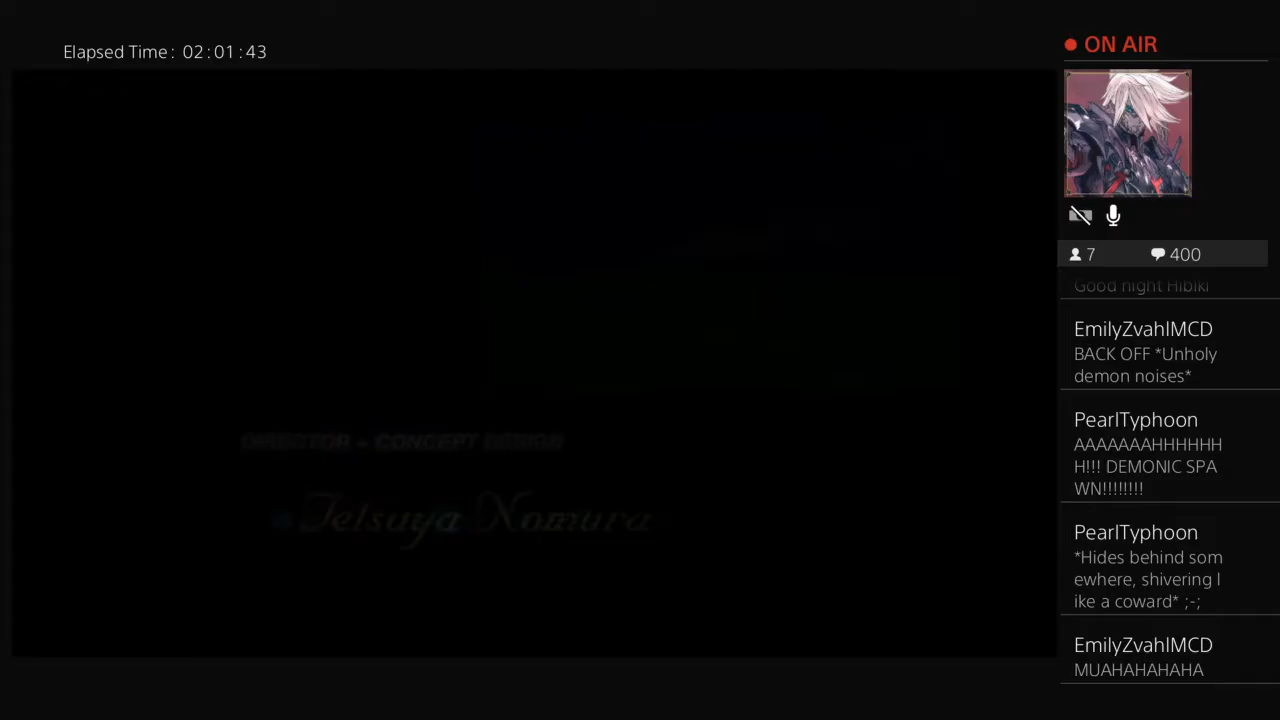 Elapsed Time: 02:01:43
ON AIR
7
400
Good night Hibiki
EmilyZvahlMCD
BACK OFF *Unholy
demon noises*
PearlTyphoon
AAAAAAAHHHHHH
H!!! DEMONIC SPA
WN!!!!!!!!
PearlTyphoon
*Hides behind som
ewhere, shivering l
ike a coward* ;-;
EmilyZvahlMCD
MUAHAHAHAHA
DIRECTOR + CONCEPT DESIGN
Tetsuya Nomura